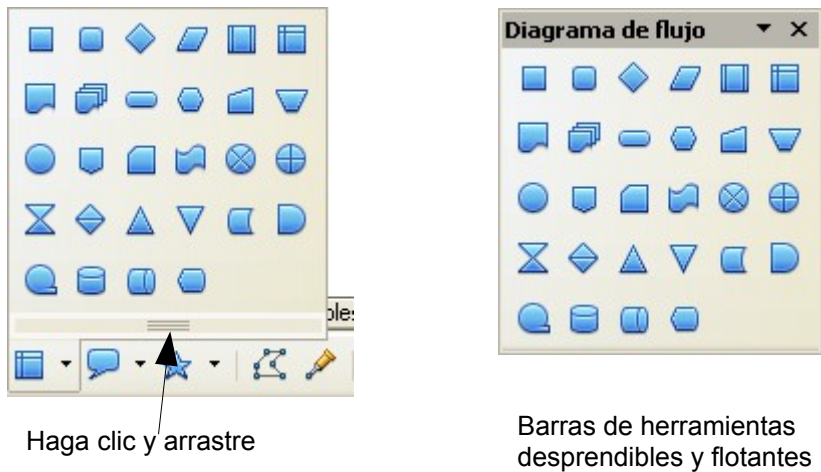 Diagrama de flujo
Haga clic y arrastre
Barras de herramientas
desprendibles y flotantes